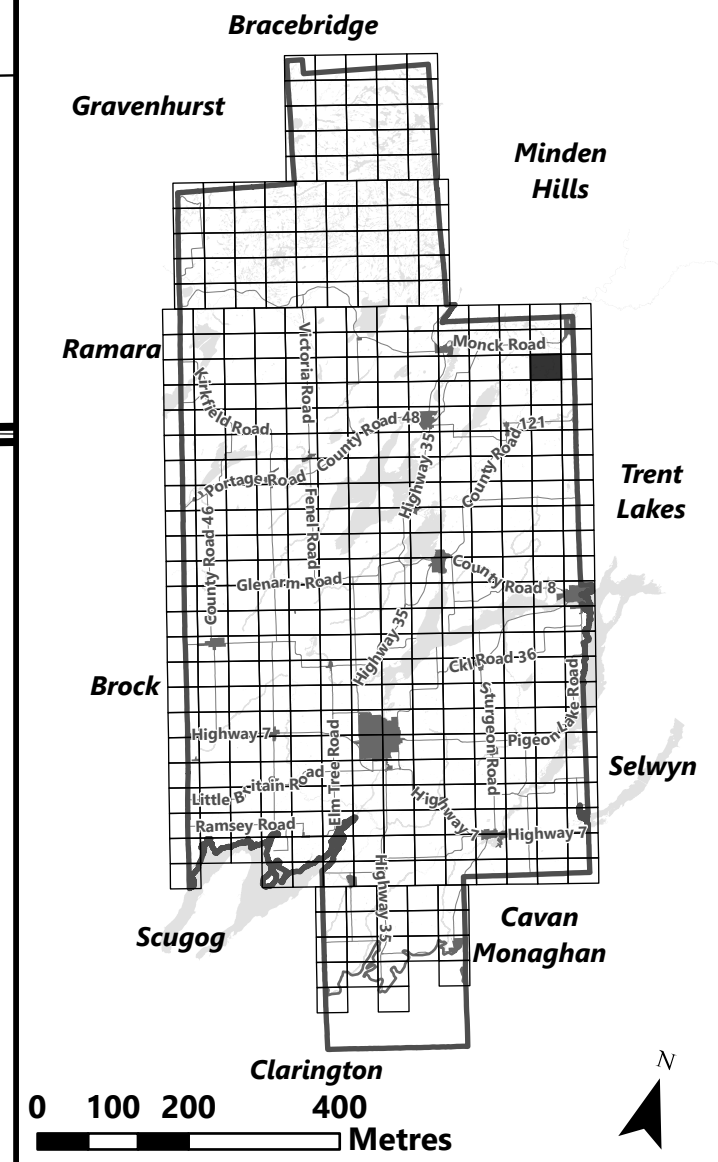 Bracebridge
Gravenhurst
Minden
Hills
Ramara
Monck Road
Victoria Road
Kirkfield Road
County Road 48
Highway 35
County Road 121
Portage Road
Trent
Lakes
Fenel Road
County Road 46
Glenarm Road
County Road 8
Highway 35
Ckl Road 36
Brock
Sturgeon Road
Pigeon Lake Road
Highway 7
Elm Tree Road
Selwyn
Little Britain Road
Highway 7
Ramsey Road
Highway 7
Highway 35
Scugog
Cavan
Monaghan
Clarington
N
0 100 200 400
Metres